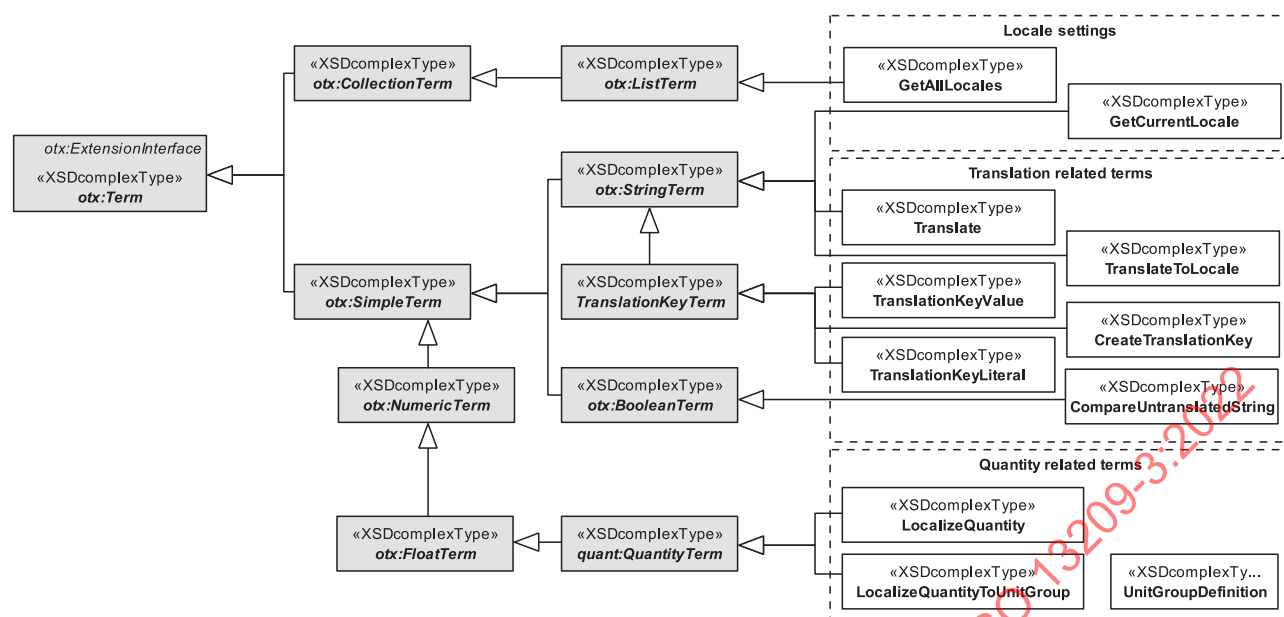 Locale settings
«XSDcomplexType»
otx:CollectionTerm
«XSDcomplexType»
otx:ListTerm
«XSDcomplexType»
GetAllLocales
«XSDcomplexType»
GetCurrentLocale
otx:ExtensionInterface
«XSDcomplexType»
otx:Term
Translation related terms
«XSDcomplexType»
otx:StringTerm
«XSDcomplexType»
Translate
«XSDcomplexType»
TranslateToLocale
«XSDcomplexType»
otx:SimpleTerm
«XSDcomplexType»
TranslationKeyTerm
«XSDcomplexType»
TranslationKeyValue
«XSDcomplexType»
CreateTranslationKey
«XSDcomplexType»
TranslationKeyLiteral
«XSDcomplexType»
otx:NumericTerm
«XSDcomplexType»
otx:BooleanTerm
«XSDcomplexType»
CompareUntranslatedString
Quantity related terms
«XSDcomplexType»
LocalizeQuantity
«XSDcomplexType»
otx:FloatTerm
«XSDcomplexType»
quant:QuantityTerm
«XSDcomplexType»
LocalizeQuantityToUnitGroup
«XSDcomplexTy...
UnitGroupDefinition
O 13209-3:2022